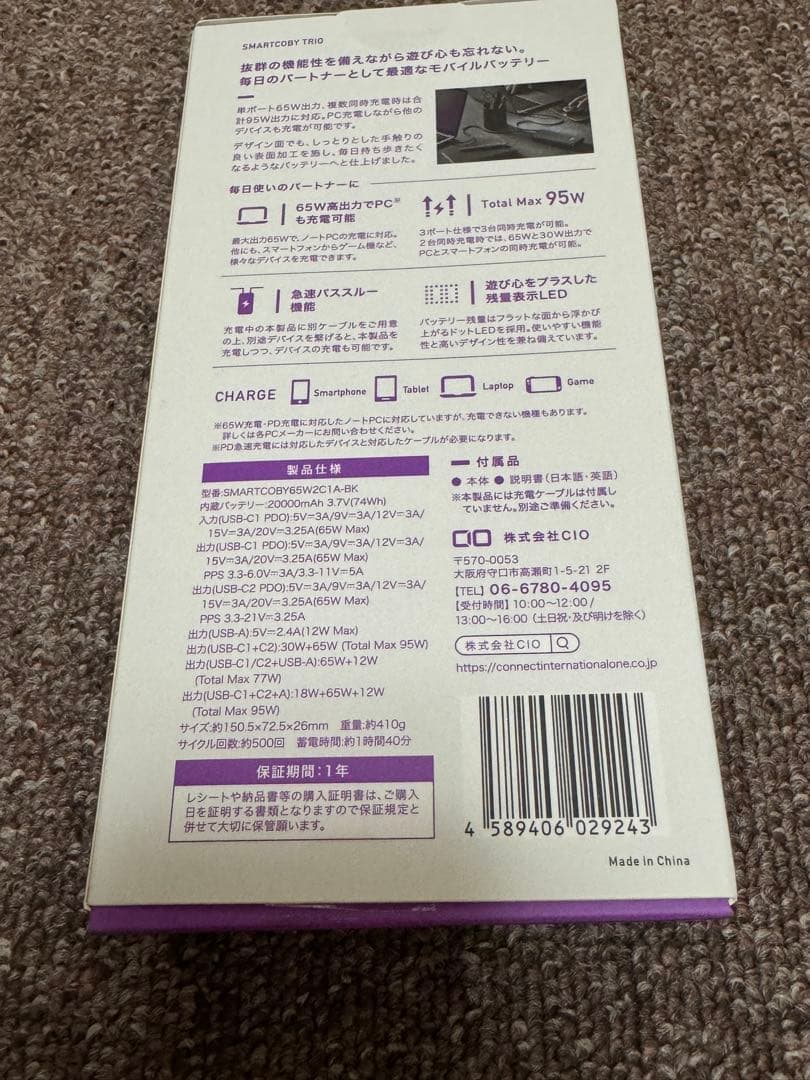 SMARTCOBY TRIO
抜群の機能性を備えながら遊び心も忘れない。
毎日のパートナーとして最適なモバイルバッテリー
単ポート65W出力、複数同時充電時は合
計95W出力に対応。PC充電しながら他の
デバイスも充電が可能です。
デザイン面でも、しっとりとした手触りの
良い表面加工を施し、毎日持ち歩きたく
なるようなバッテリーへと仕上げました。
毎日使いのパートナーに
65W高出力でPC※
も充電可能
最大出力65Wで、ノートPCの充電に対応。
他にも、スマートフォンからゲーム機など、
様々なデバイスを充電できます。
Total Max 95W
3ポート仕様で3台同時充電が可能。
2台同時充電時では、65Wと30W出力で
PCとスマートフォンの同時充電が可能。
急速パススルー
機能
充電中の本製品に別ケーブルをご用意
の上、別途デバイスを繋げると、本製品を
充電しつつ、デバイスの充電も可能です。
遊び心をプラスした
残量表示LED
バッテリー残量はフラットな面から浮かび
上がるドットLEDを採用。使いやすい機能
性と高いデザイン性を兼ね備えています。
CHARGE Smartphone Tablet Laptop Game
※65W充電・PD充電に対応したノートPCに対応していますが、充電できない機種もあります。
詳しくは各PCメーカーにお問い合わせください。
※PD急速充電には対応したデバイスと対応したケーブルが必要になります。
製品仕様
型番:SMARTCOBY65W2C1A-BK
内蔵バッテリー:20000mAh 3.7V(74Wh)
入力(USB-C1 PDO):5V⎓3A/9V⎓3A/12V⎓3A/
15V⎓3A/20V⎓3.25A(65W Max)
出力(USB-C1 PDO):5V⎓3A/9V⎓3A/12V⎓3A/
15V⎓3A/20V⎓3.25A(65W Max)
PPS 3.3-6.0V⎓3A/3.3-11V⎓5A
出力(USB-C2 PDO):5V⎓3A/9V⎓3A/12V⎓3A/
15V⎓3A/20V⎓3.25A(65W Max)
PPS 3.3-21V⎓3.25A
出力(USB-A):5V⎓2.4A(12W Max)
出力(USB-C1+C2):30W+65W (Total Max 95W)
出力(USB-C1/C2+USB-A):65W+12W
(Total Max 77W)
出力(USB-C1+C2+A):18W+65W+12W
(Total Max 95W)
サイズ:約150.5×72.5×26mm 重量:約410g
サイクル回数:約500回 蓄電時間:約1時間40分
保証期間:1年
レシートや納品書等の購入証明書は、ご購入
日を証明する書類となりますので保証規定と
併せて大切に保管願います。
付属品
● 本体 ● 説明書(日本語・英語)
※本製品には充電ケーブルは付属し
ていません。別途ご準備ください。
CIO 株式会社CIO
〒570-0053
大阪府守口市高瀬町1-5-21 2F
【TEL】 06-6780-4095
【受付時間】 10:00~12:00/
13:00~16:00 (土日祝・及び明けを除く)
株式会社CIO
https://connectinternationalone.co.jp
4 589406 029243
Made in China